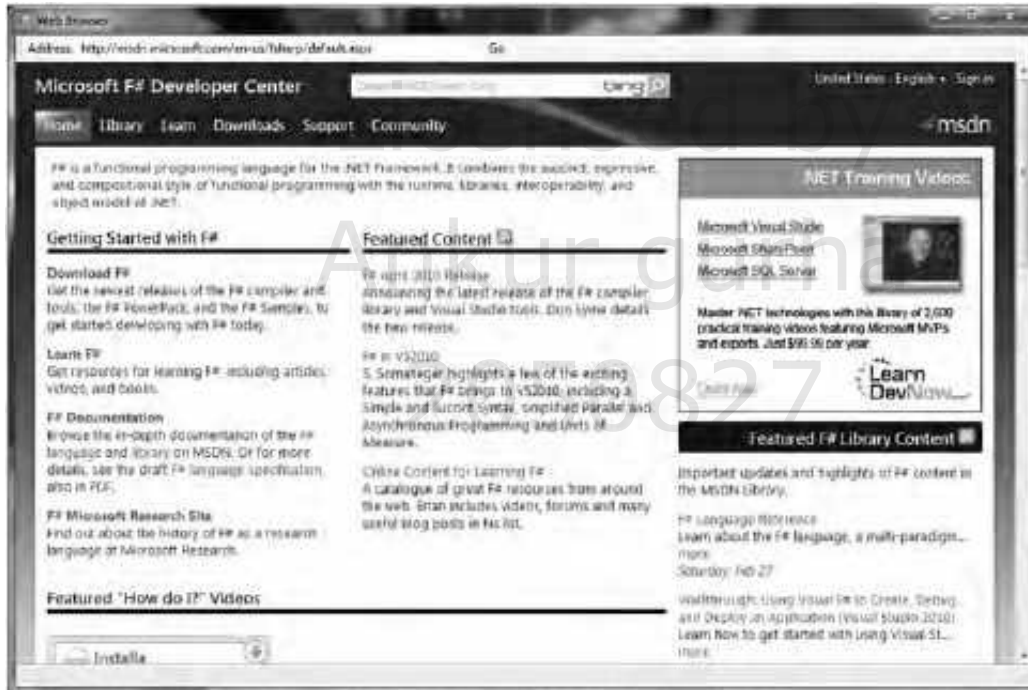 Web Browser
Address: http://msdn.microsoft.com/en-us/fsharp/default.aspx Go
Microsoft F# Developer Center
bing
United States - English Sign in
Home Library Learn Downloads Support Community
msdn
F# is a functional programming language for the .NET Framework. It combines the succinct, expressive,
and compositional style of functional programming with the runtime, libraries, interoperability, and
object model of .NET.
Getting Started with F#
Download F#
Get the newest releases of the F# compiler and
tools, the F# PowerPack, and the F# Samples, to
get started developing with F# today.
Learn F#
Get resources for learning F# including articles,
videos, and books.
F# Documentation
Browse the in-depth documentation of the F#
language and library on MSDN. Or for more
details, see the draft F# language specification,
also in PDF.
F# Microsoft Research Site
Find out about the history of F# as a research
language at Microsoft Research.
Featured Content
F# April 2010 Release
Announcing the latest release of the F# compiler,
library and Visual Studio tools. Don Syme details
the new release.
F# in VS2010
S. Somasegar highlights a few of the exciting
features that F# brings to VS2010, including a
Simple and Succint Syntax, simplified Parallel and
Asynchronous Programming and Units of
Measure.
Online Content for Learning F#
A catalogue of great F# resources from around
the web. Brian includes videos, forums and many
useful blog posts in his list.
Featured "How do I?" Videos
Installa
.NET Training Videos
Microsoft Visual Studio
Microsoft SharePoint
Microsoft SQL Server
Master .NET technologies with this library of 2,600
practical training videos featuring Microsoft MVPs
and experts. Just $99.99 per year
Learn
DevNow
Featured F# Library Content
Important updates and highlights of F# content in
the MSDN Library.
F# Language Reference
Learn about the F# language, a multi-paradigm...
more
Saturday, Feb 27
Walkthrough: Using Visual F# to Create, Debug,
and Deploy an Application (Visual Studio 2010)
Learn how to get started with using Visual St...
more
Licensed by
Ankur guma